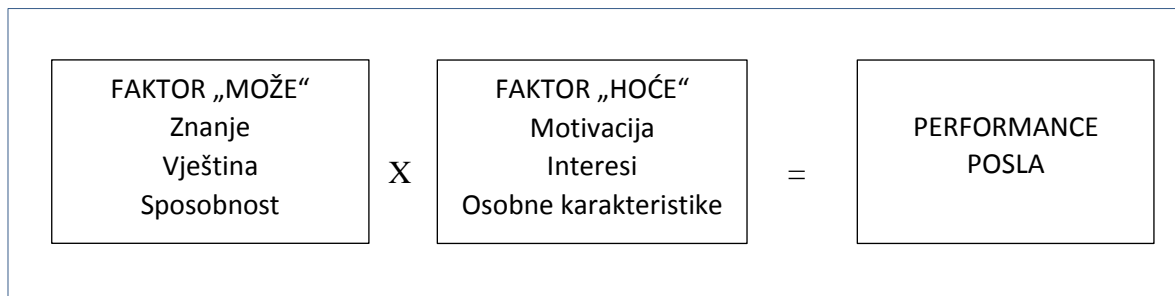 FAKTOR „MOŽE“
Znanje
Vještina
Sposobnost
X
FAKTOR „HOĆE“
Motivacija
Interesi
Osobne karakteristike
=
PERFORMANCE
POSLA